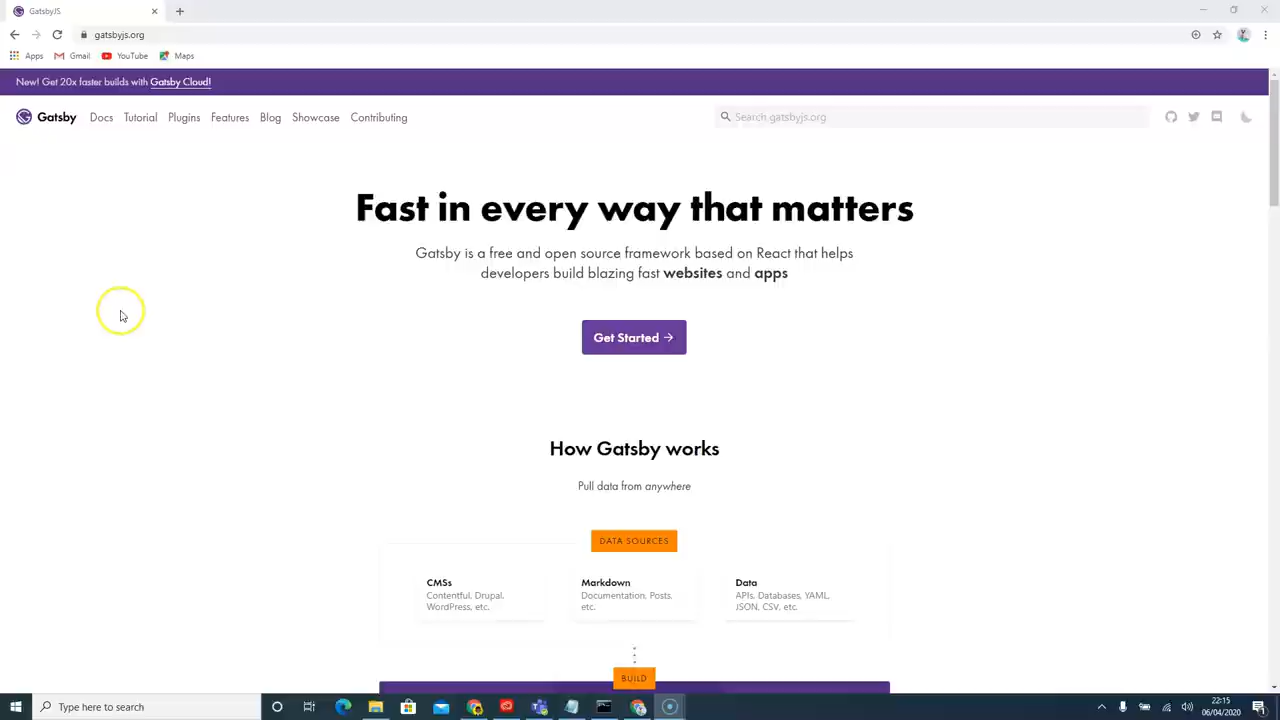 GatsbyJS
gatsbyjs.org
Apps Gmail YouTube Maps
New! Get 20x faster builds with Gatsby Cloud!
Gatsby Docs Tutorial Plugins Features Blog Showcase Contributing Search gatsbyjs.org
Fast in every way that matters
Gatsby is a free and open source framework based on React that helps
developers build blazing fast websites and apps
Get Started →
How Gatsby works
Pull data from anywhere
DATA SOURCES
CMSs
Contentful, Drupal,
WordPress, etc.
Markdown
Documentation, Posts,
etc.
Data
APIs, Databases, YAML,
JSON, CSV, etc.
BUILD
Type here to search
22:15
06/04/2020